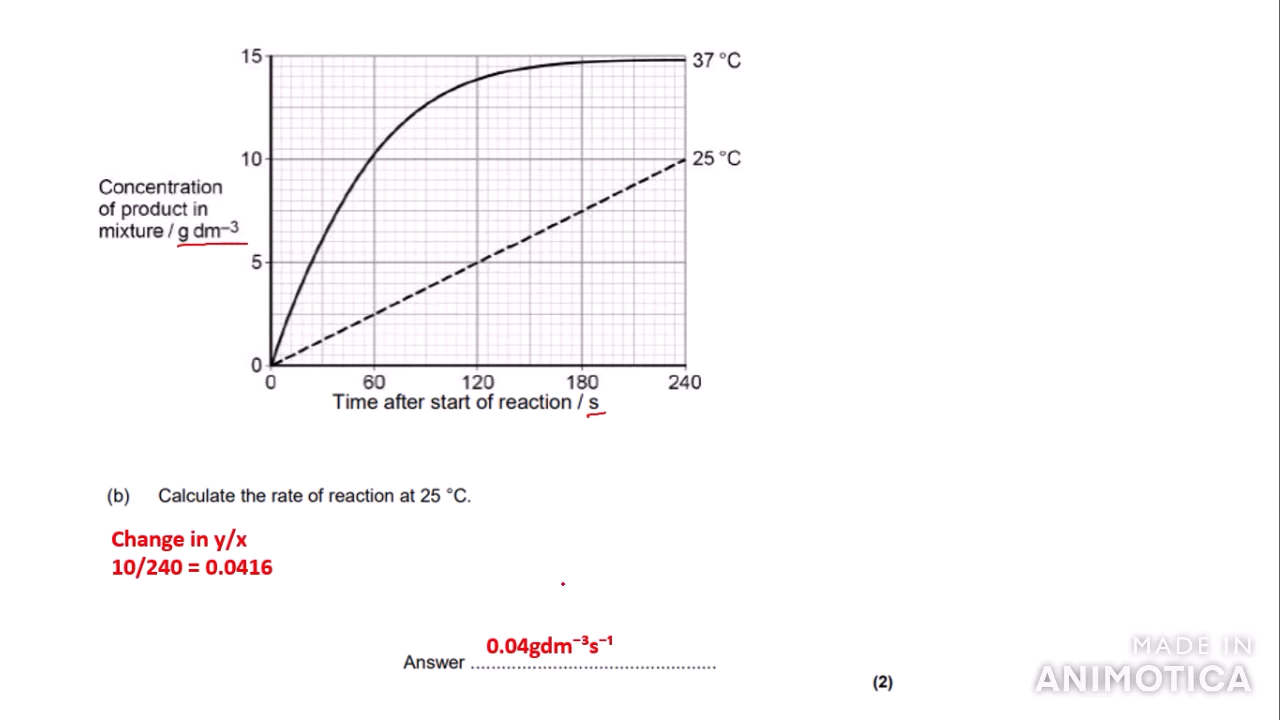 15
37 °C
10
25 °C
Concentration
of product in
mixture / g dm⁻³
5
0
0 60 120 180 240
Time after start of reaction / s
(b) Calculate the rate of reaction at 25 °C.
Change in y/x
10/240 = 0.0416
0.04gdm⁻³s⁻¹
Answer ................................................
(2)
MADE IN
ANIMOTICA